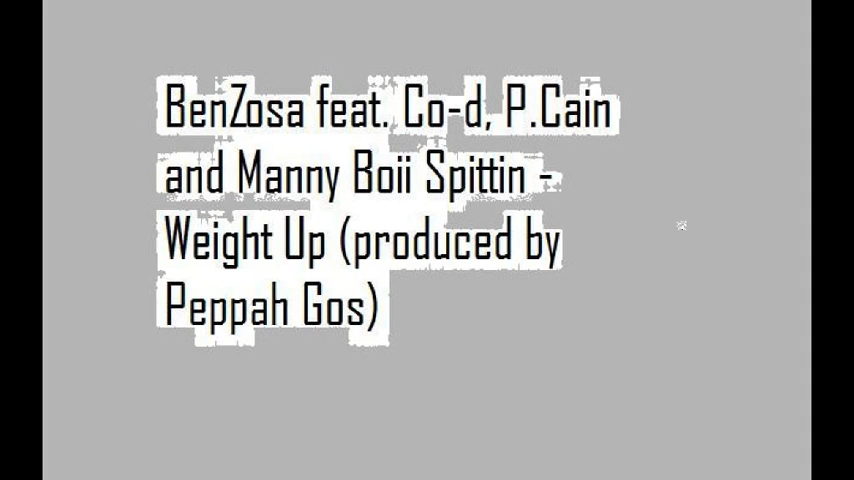 BenZosa feat. Co-d, P.Cain
and Manny Boii Spittin -
Weight Up (produced by
Peppah Gos)